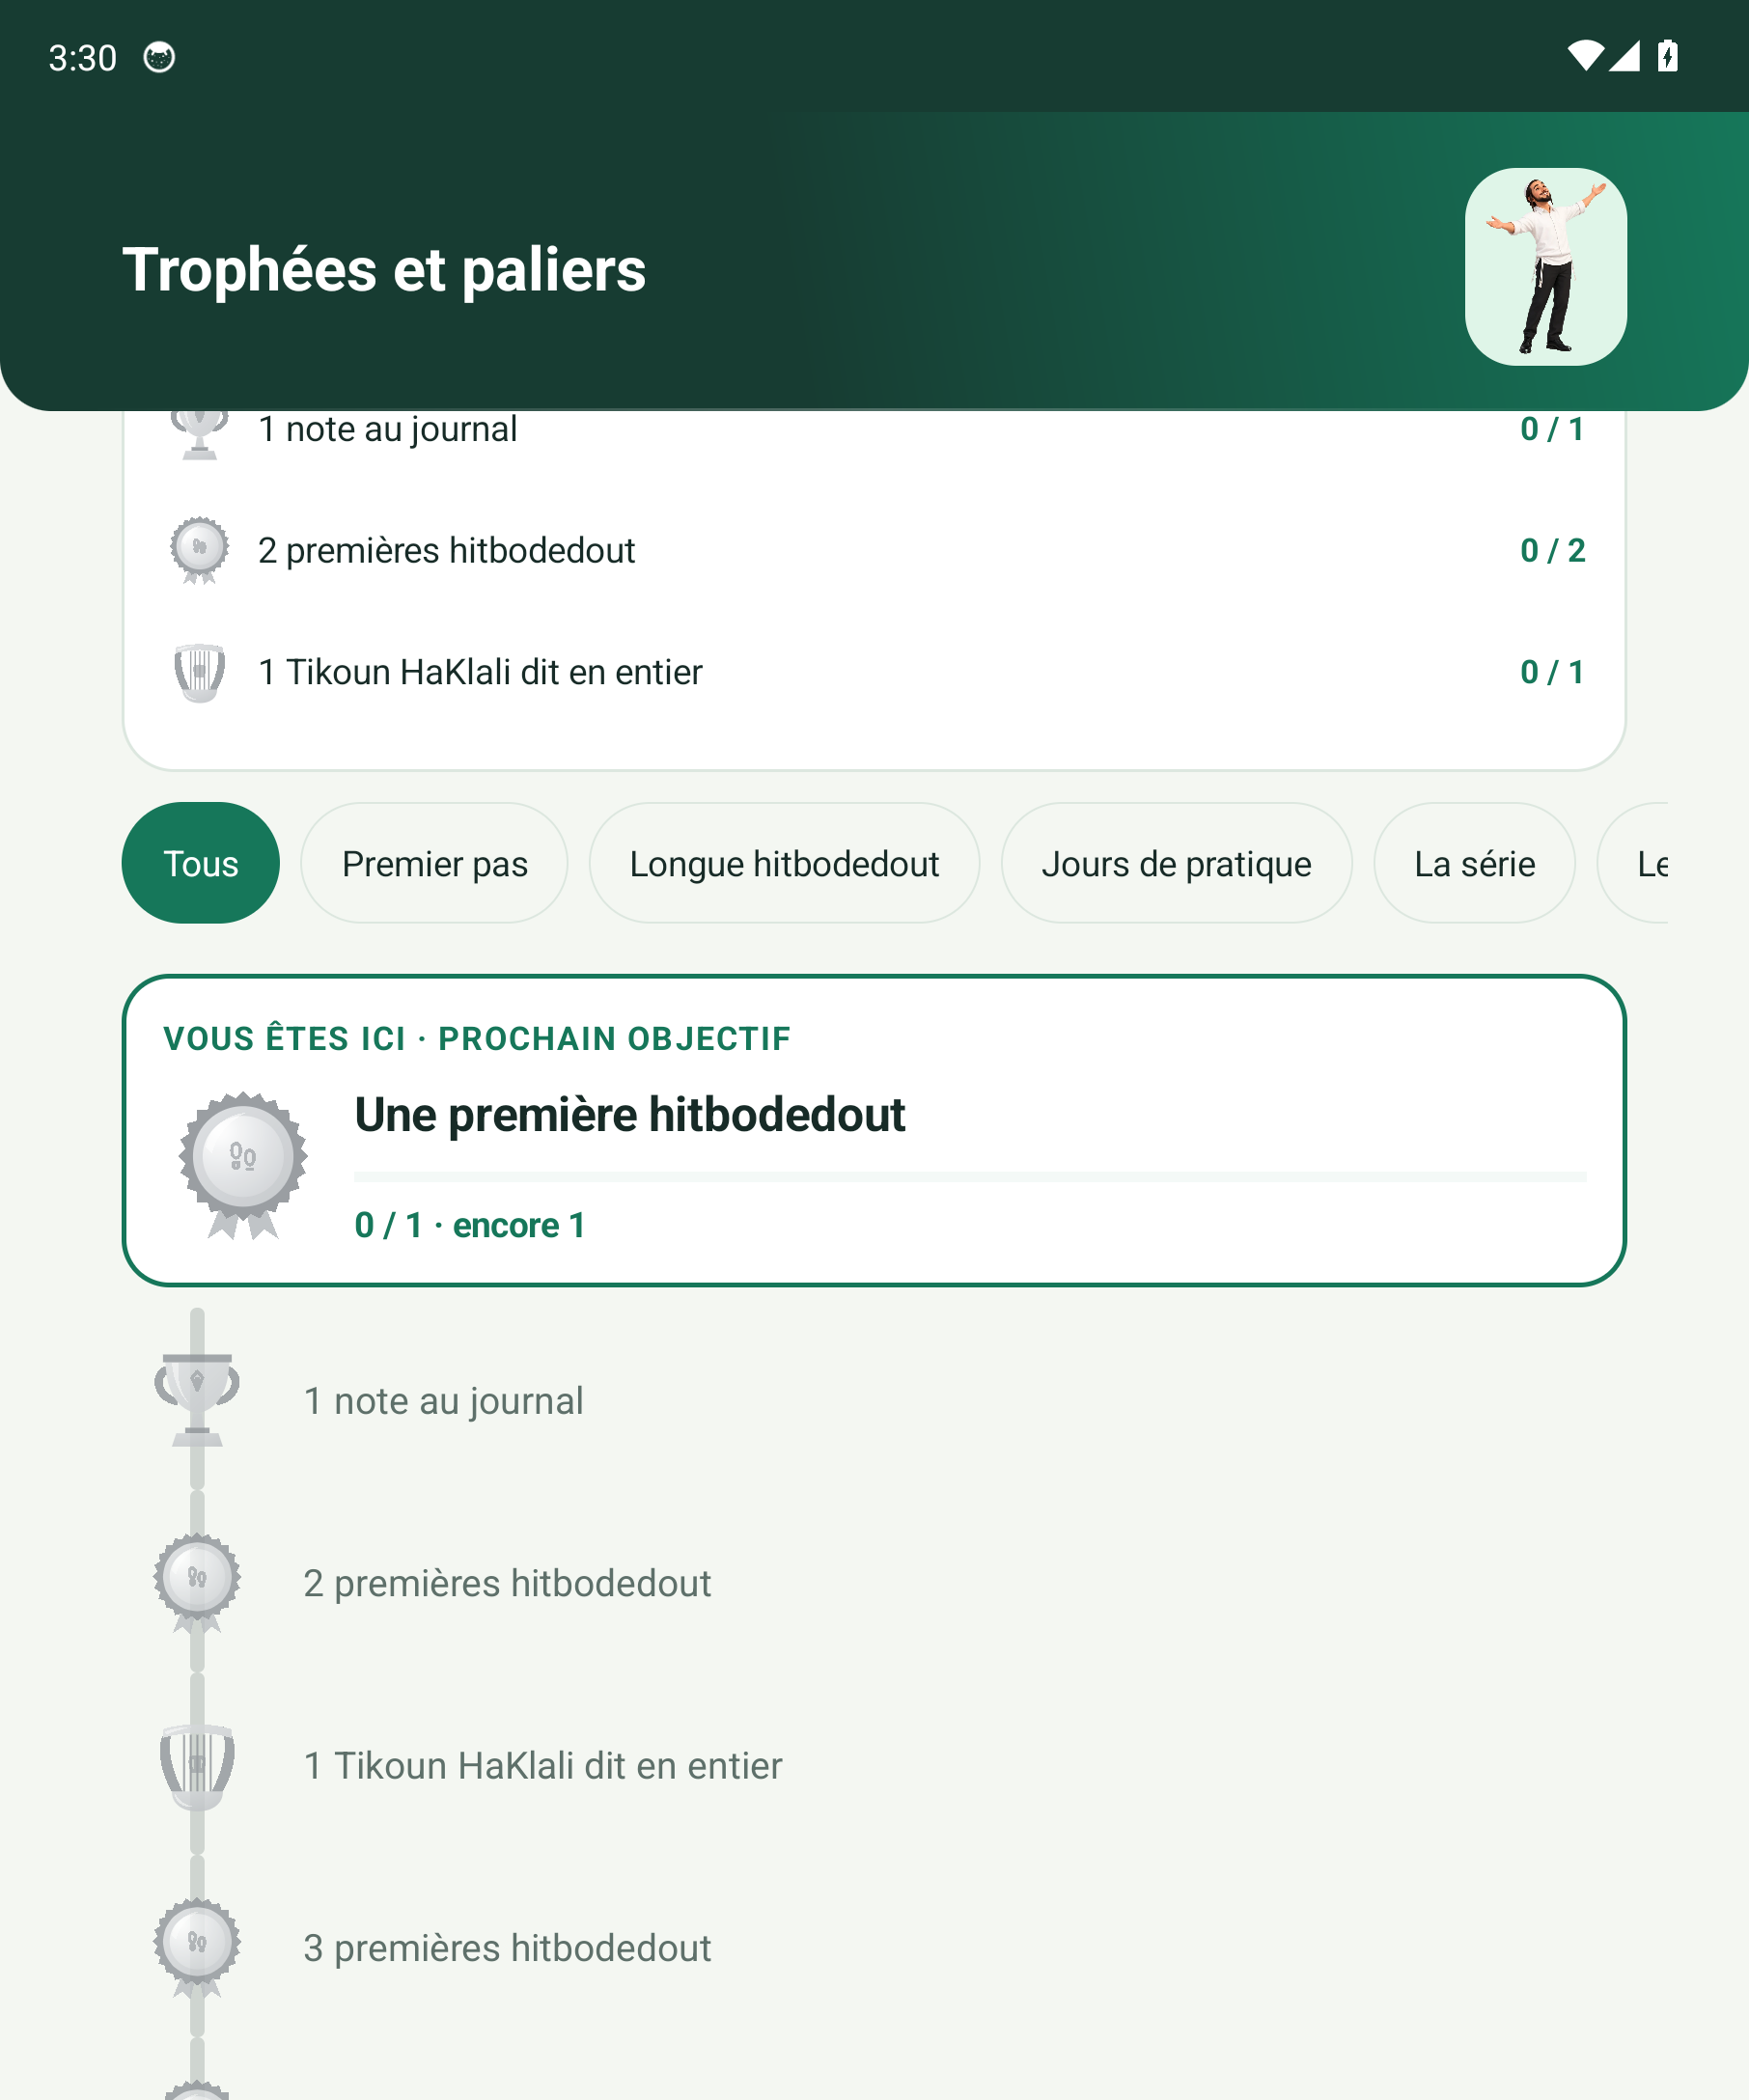 3:30
Trophées et paliers
1 note au journal
0 / 1
2 premières hitbodedout
0 / 2
1 Tikoun HaKlali dit en entier
0 / 1
Tous
Premier pas
Longue hitbodedout
Jours de pratique
La série
Le
VOUS ÊTES ICI · PROCHAIN OBJECTIF
Une première hitbodedout
0 / 1 · encore 1
1 note au journal
2 premières hitbodedout
1 Tikoun HaKlali dit en entier
3 premières hitbodedout